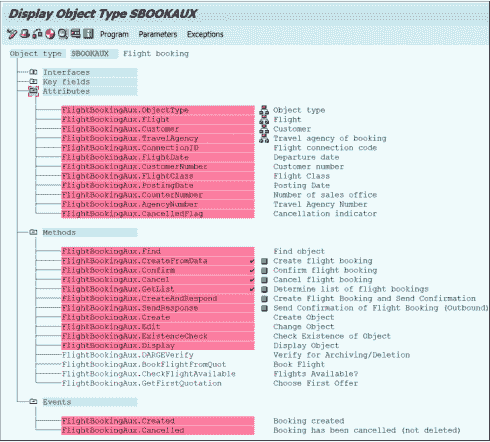 Display Object Type SBOOKAUX
Program Parameters Exceptions
Object type SBOOKAUX Flight booking
Interfaces
Key fields
Attributes
FlightBookingAux.ObjectType Object type
FlightBookingAux.Flight Flight
FlightBookingAux.Customer Customer
FlightBookingAux.TravelAgency Travel agency of booking
FlightBookingAux.ConnectionID Flight connection code
FlightBookingAux.FlightDate Departure date
FlightBookingAux.CustomerNumber Customer number
FlightBookingAux.FlightClass Flight Class
FlightBookingAux.PostingDate Posting Date
FlightBookingAux.CounterNumber Number of sales office
FlightBookingAux.AgencyNumber Travel Agency Number
FlightBookingAux.CancelledFlag Cancellation indicator
Methods
FlightBookingAux.Find Find object
FlightBookingAux.CreateFromData ✓ Create flight booking
FlightBookingAux.Confirm ✓ Confirm flight booking
FlightBookingAux.Cancel ✓ Cancel flight booking
FlightBookingAux.GetList ✓ Determine list of flight bookings
FlightBookingAux.CreateAndRespond Create Flight Booking and Send Confirmation
FlightBookingAux.SendResponse Send Confirmation of Flight Booking (Outbound)
FlightBookingAux.Create Create Object
FlightBookingAux.Edit Change Object
FlightBookingAux.ExistenceCheck Check Existence of Object
FlightBookingAux.Display Display Object
FlightBookingAux.DARGEVerify Verify for Archiving/Deletion
FlightBookingAux.BookFlightFromQuot Book Flight
FlightBookingAux.CheckFlightAvailable Flights Available?
FlightBookingAux.GetFirstQuotation Choose First Offer
Events
FlightBookingAux.Created Booking created
FlightBookingAux.Cancelled Booking has been cancelled (not deleted)